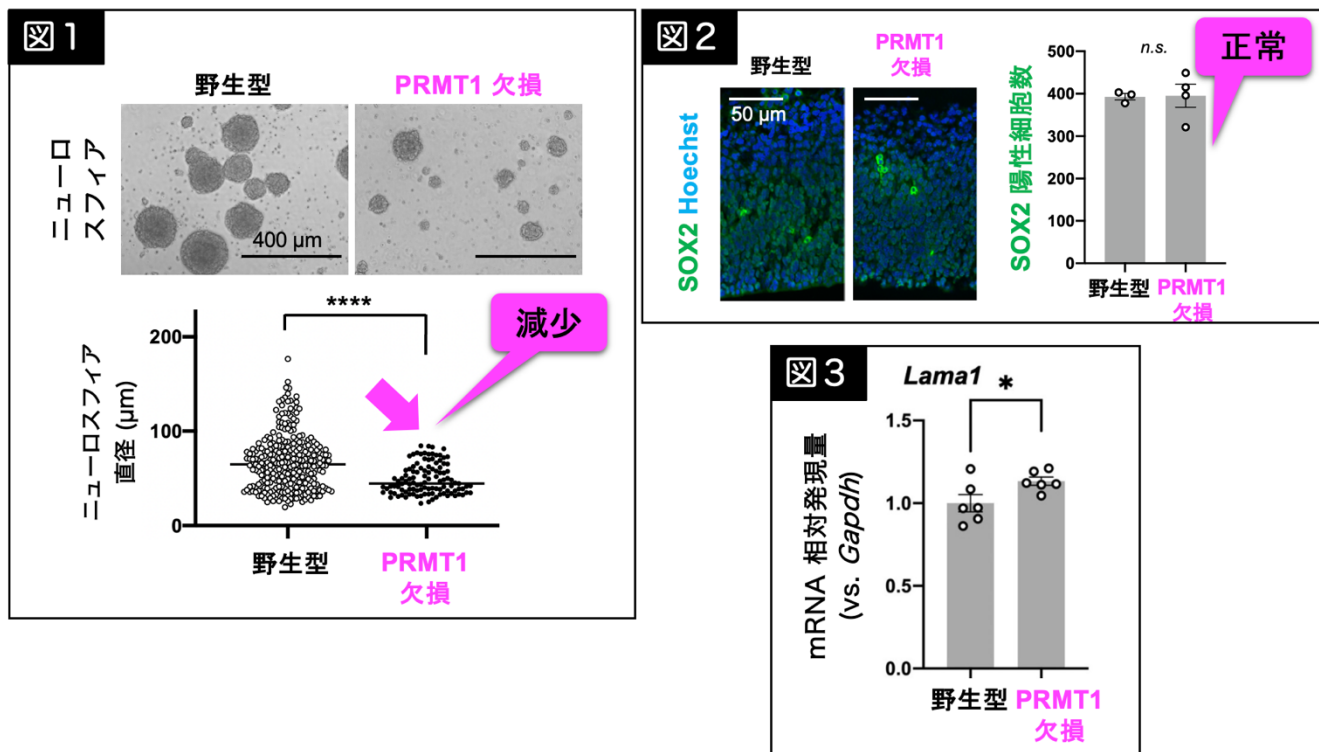 図1
野生型
PRMT1 欠損
ニューロ
スフィア
400 µm
****
減少
ニューロスフィア
直径 (µm)
200
100
0
野生型
PRMT1
欠損
図2
野生型
PRMT1
欠損
50 µm
SOX2 Hoechst
n.s.
正常
SOX2 陽性細胞数
500
400
300
200
100
0
野生型
PRMT1
欠損
図3
Lama1
*
mRNA 相対発現量
(vs. Gapdh)
1.5
1.0
0.5
0.0
野生型
PRMT1
欠損